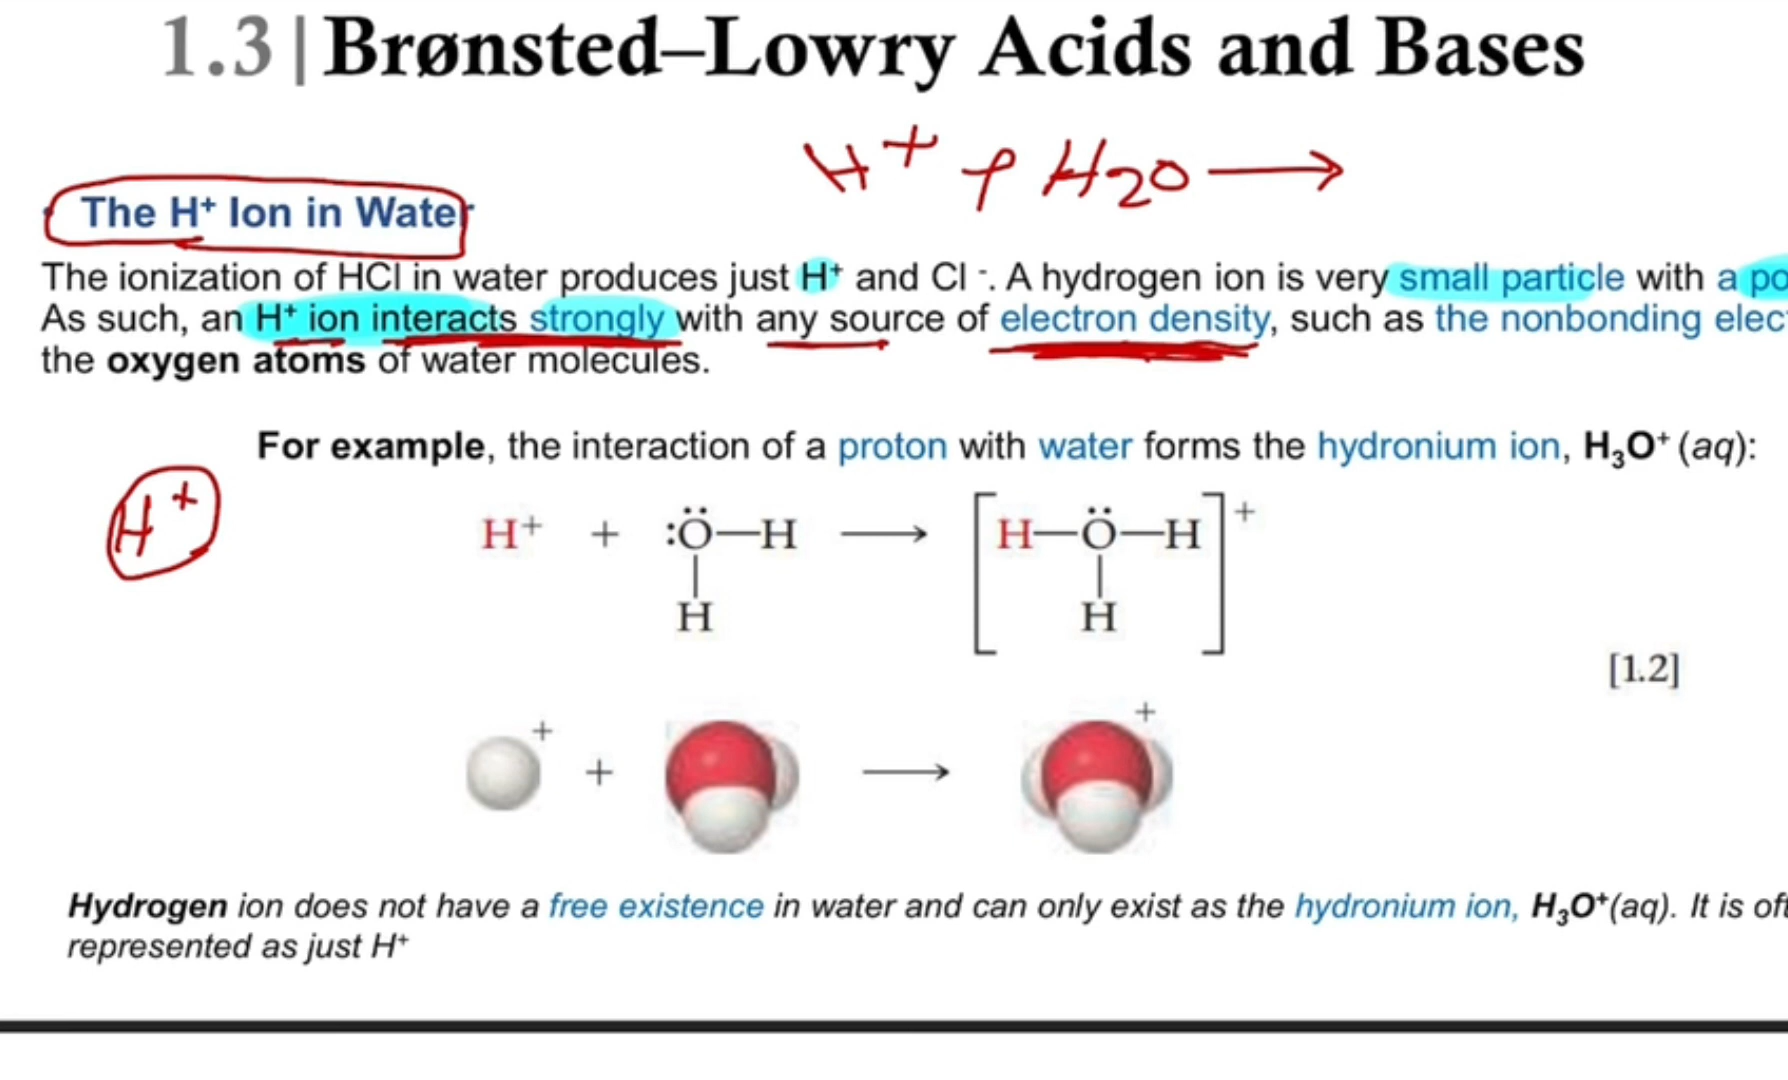 1.3 | Brønsted–Lowry Acids and Bases
H⁺ + H₂O →
The H⁺ Ion in Water
The ionization of HCl in water produces just H⁺ and Cl ⁻. A hydrogen ion is very small particle with a
As such, an H⁺ ion interacts strongly with any source of electron density, such as the nonbonding
the oxygen atoms of water molecules.
For example, the interaction of a proton with water forms the hydronium ion, H₃O⁺ (aq):
H⁺
H⁺ + :Ö—H → [H—Ö—H]⁺
H H
[1.2]
+ +
+ →
Hydrogen ion does not have a free existence in water and can only exist as the hydronium ion, H₃O⁺(aq). It is
represented as just H⁺